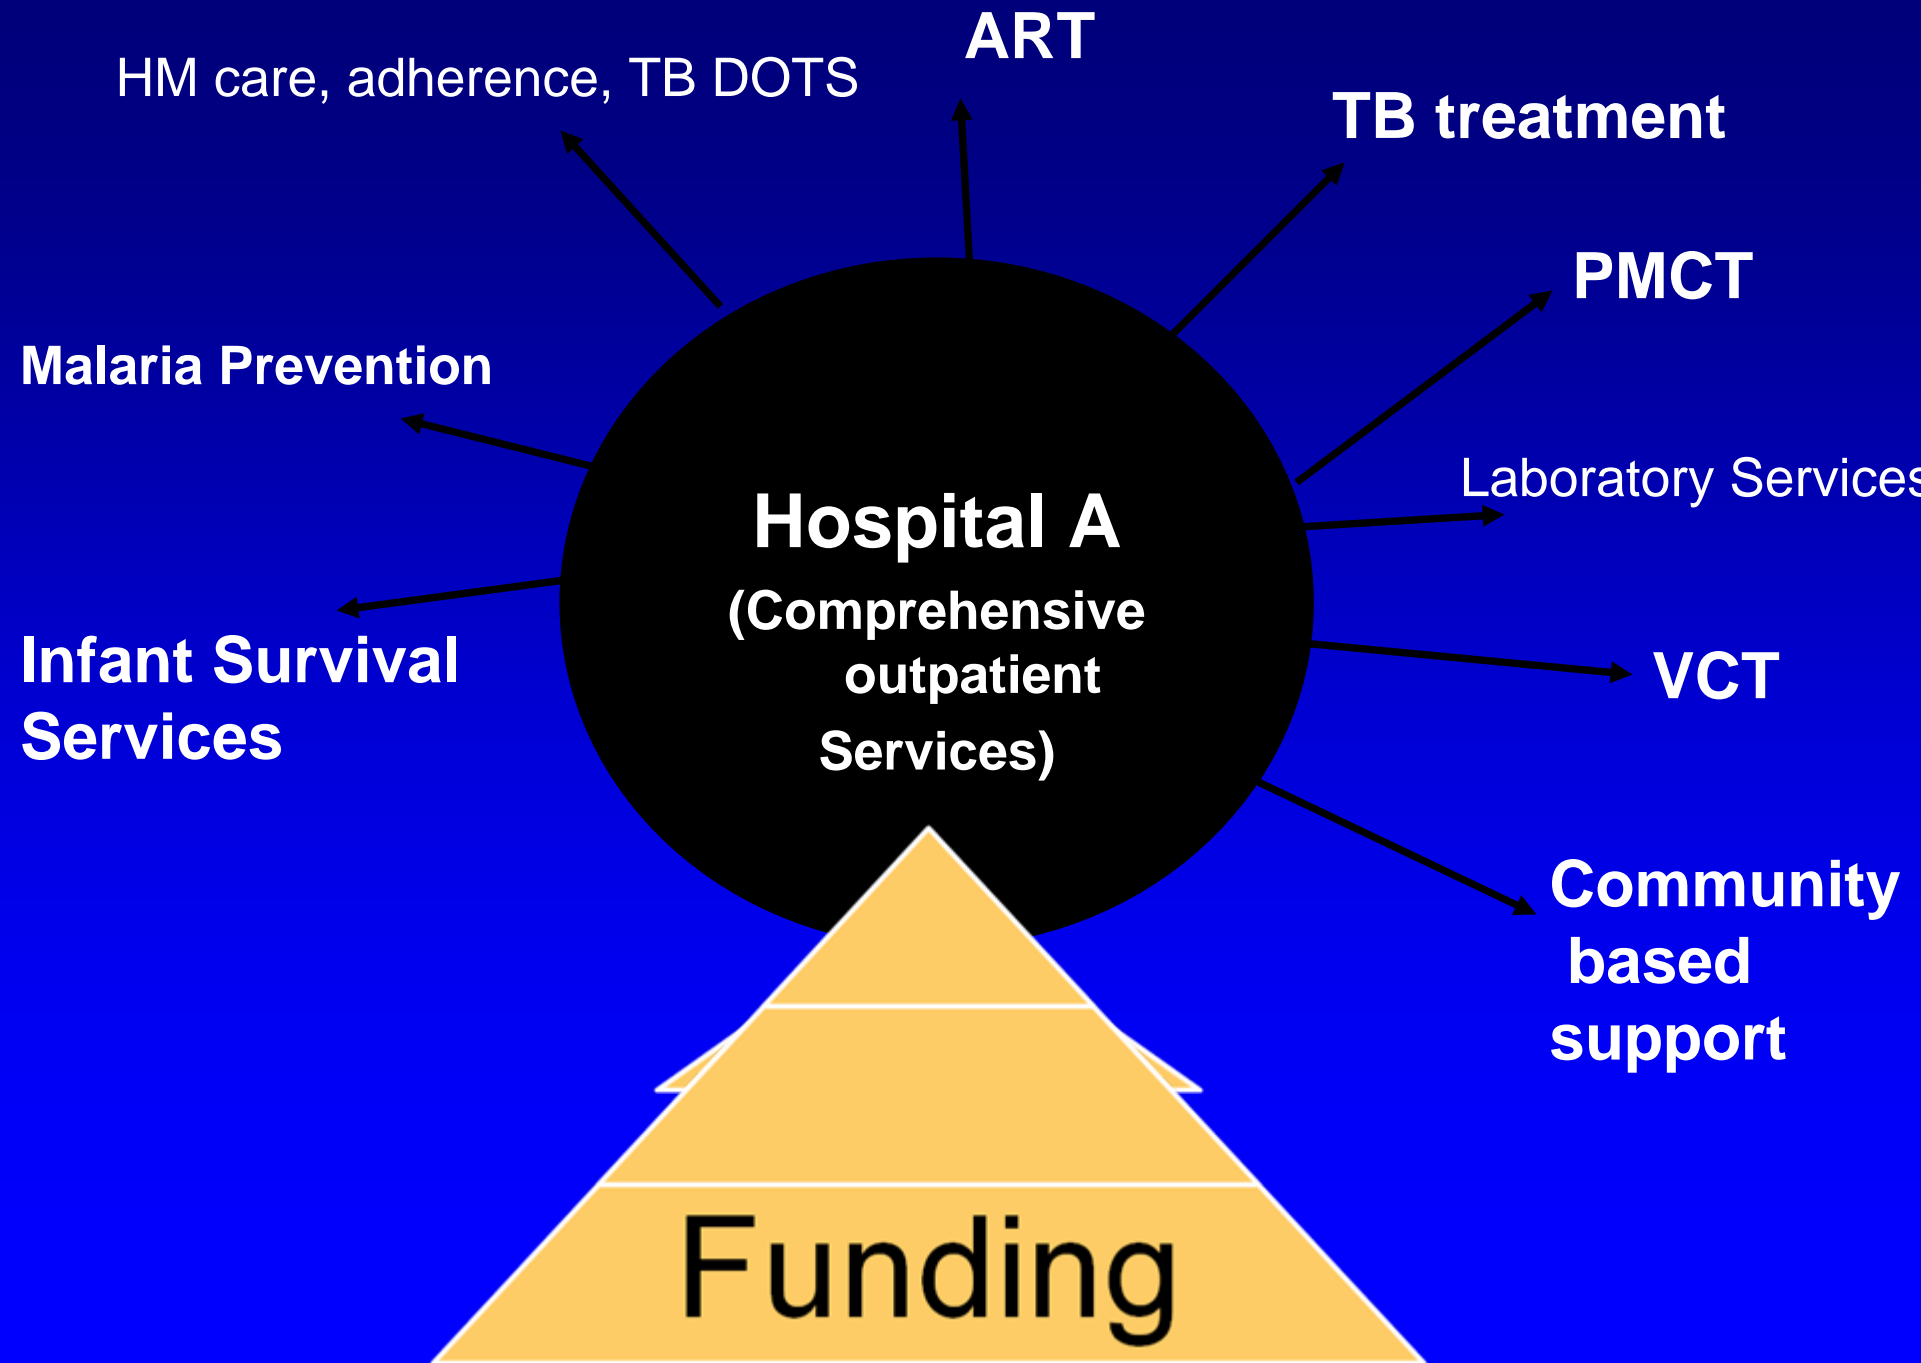 ART
HM care, adherence, TB DOTS
TB treatment
PMCT
Malaria Prevention
Laboratory Services
Hospital A
(Comprehensive
outpatient
Services)
Infant Survival
Services
VCT
Community
based
support
Funding